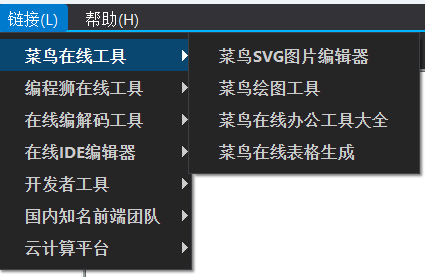 链接(L) 帮助(H)
菜鸟在线工具
编程狮在线工具
在线编解码工具
在线IDE编辑器
开发者工具
国内知名前端团队
云计算平台
菜鸟SVG图片编辑器
菜鸟绘图工具
菜鸟在线办公工具大全
菜鸟在线表格生成